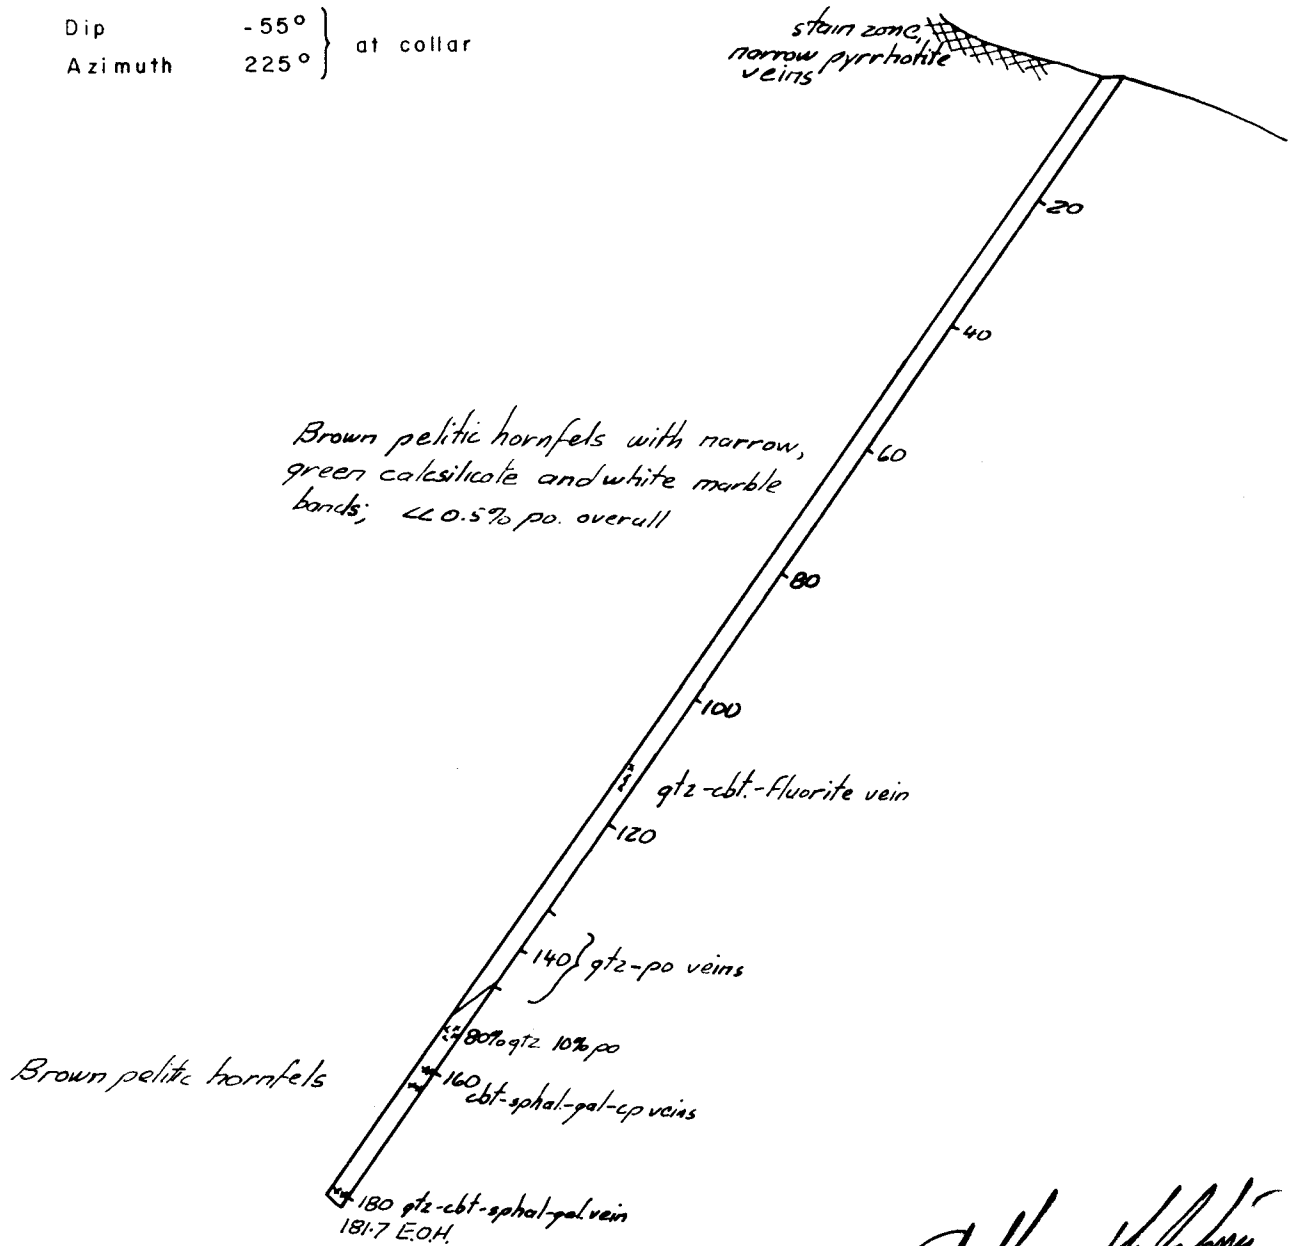 Dip -55° } at collar
Azimuth 225°
stain zone,
narrow pyrrhotite
veins
20
40
Brown pelitic hornfels with narrow,
green calcsilicate and white marble
bands; <<0.5% po. overall
60
80
100
qtz-cbt.-fluorite vein
120
140 } qtz-po veins
80% qtz 10% po
Brown pelitic hornfels
160
cbt-sphal-gal-cp veins
180 qtz-cbt-sphal-gal vein
181.7 E.O.H.